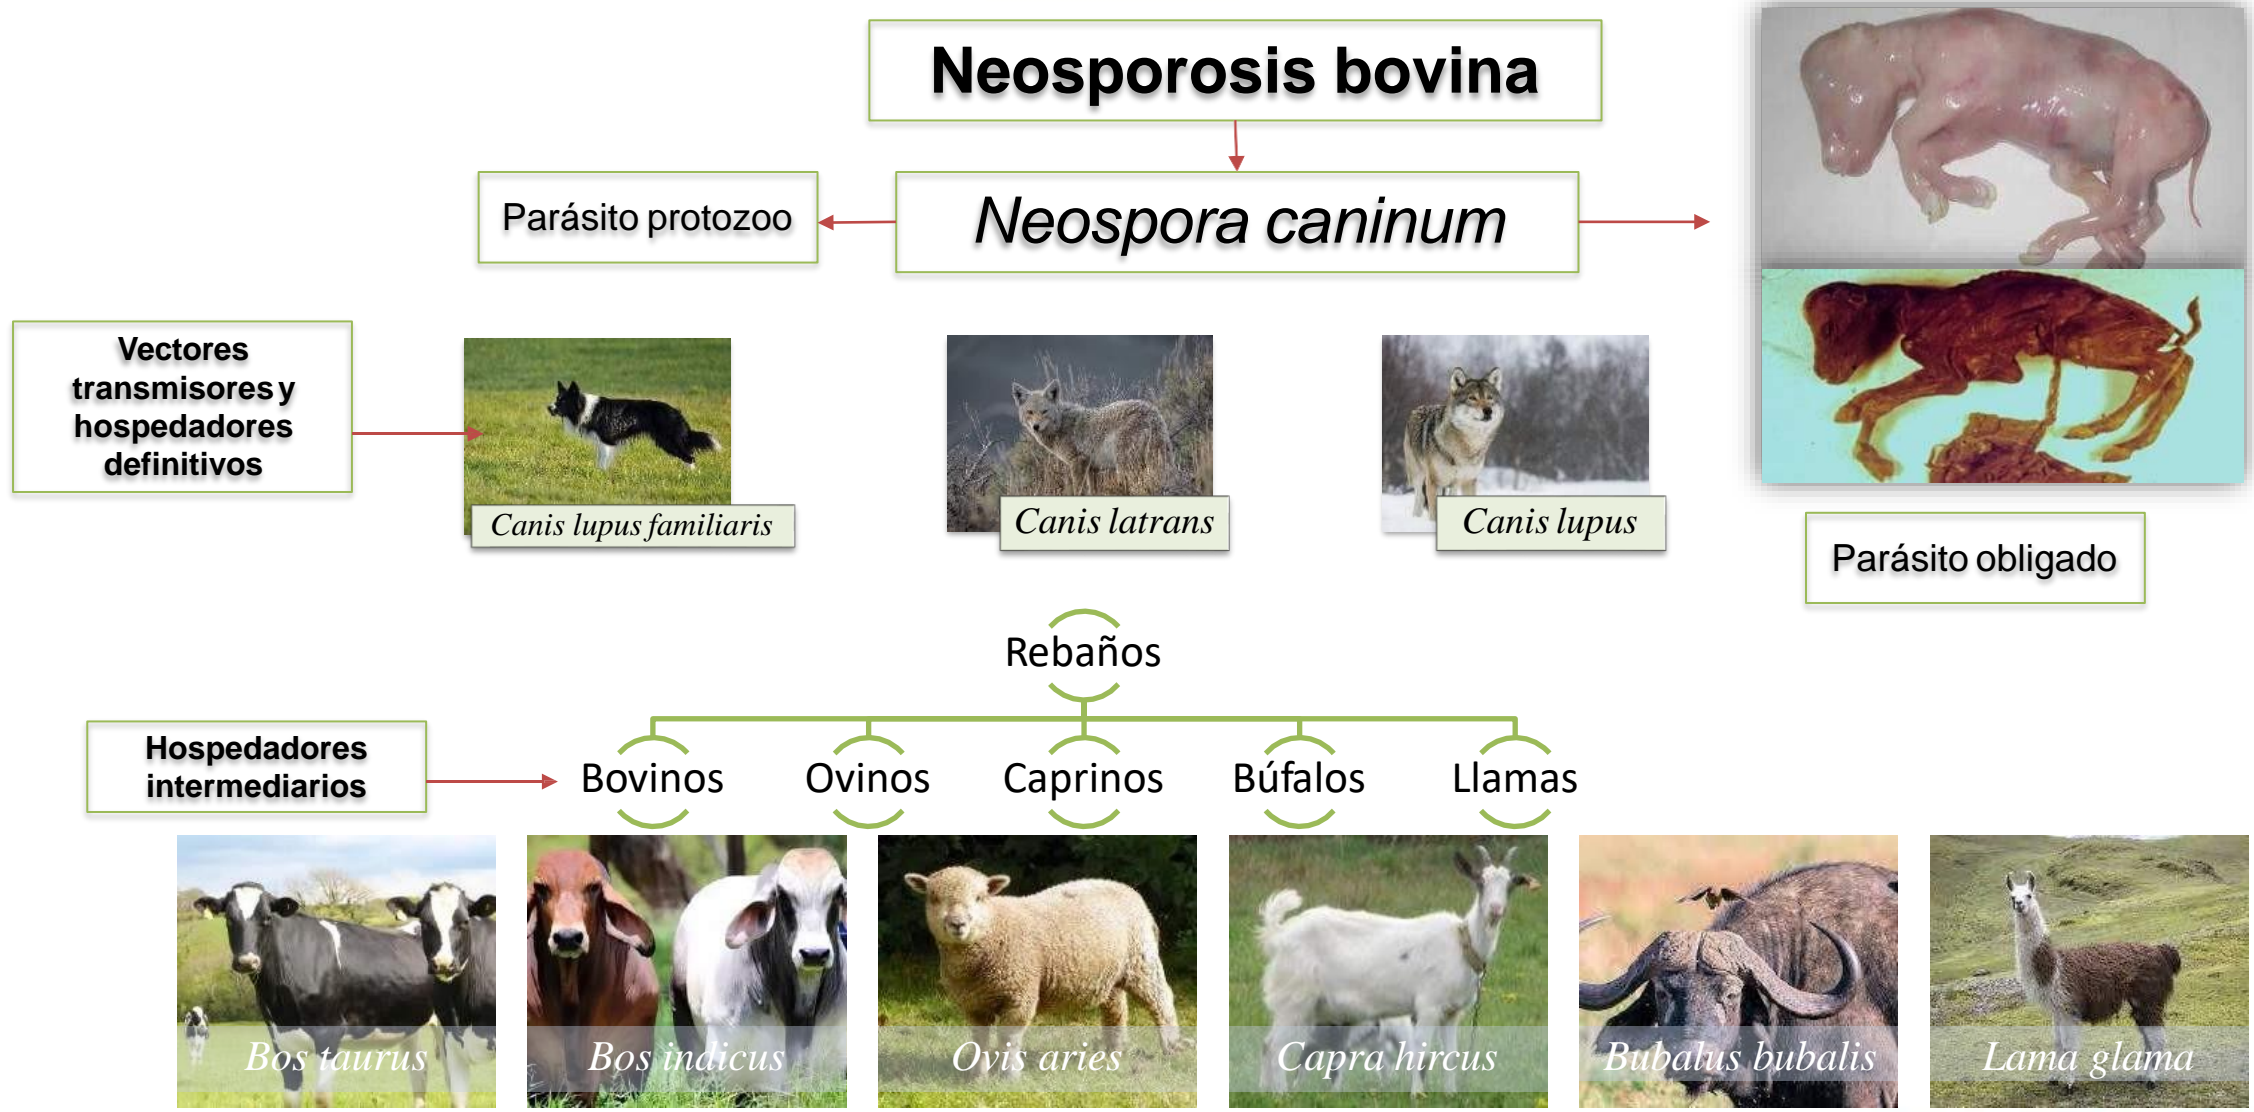 Neosporosis bovina
Parásito protozoo
Neospora caninum
Vectores
transmisores y
hospedadores
definitivos
Canis lupus familiaris
Canis latrans
Canis lupus
Parásito obligado
Rebaños
Hospedadores
intermediarios
Bovinos
Ovinos
Caprinos
Búfalos
Llamas
Bos taurus
Bos indicus
Ovis aries
Capra hircus
Bubalus bubalis
Lama glama